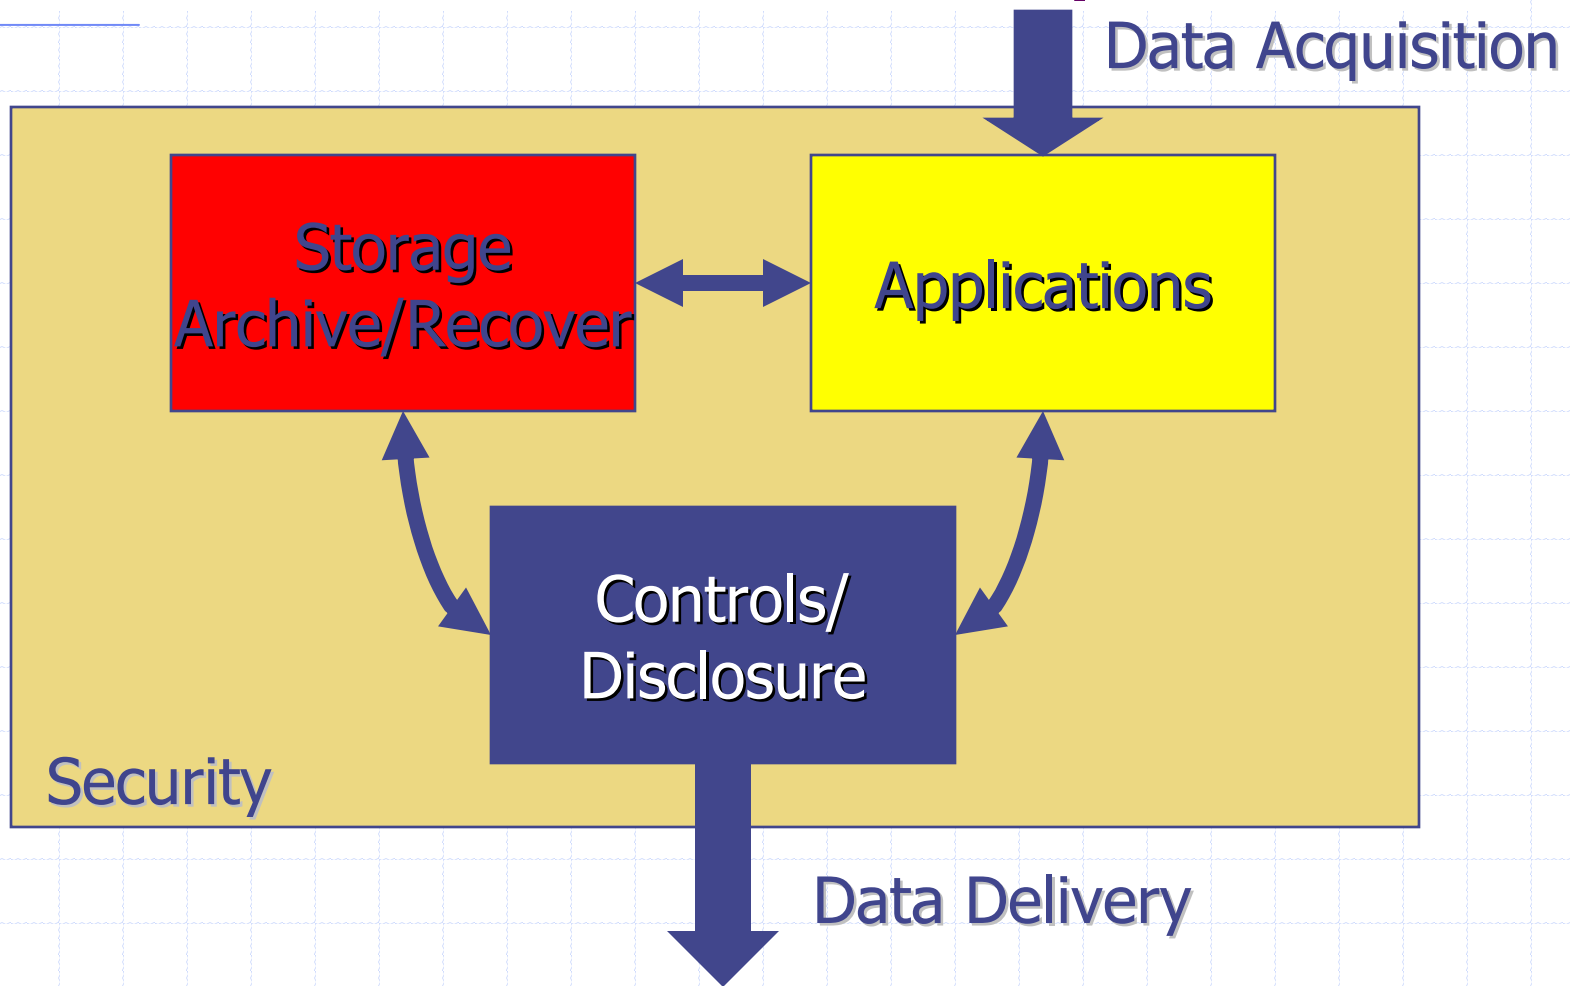 Data Acquisition
Storage
Archive/Recover
Applications
Controls/
Disclosure
Security
Data Delivery